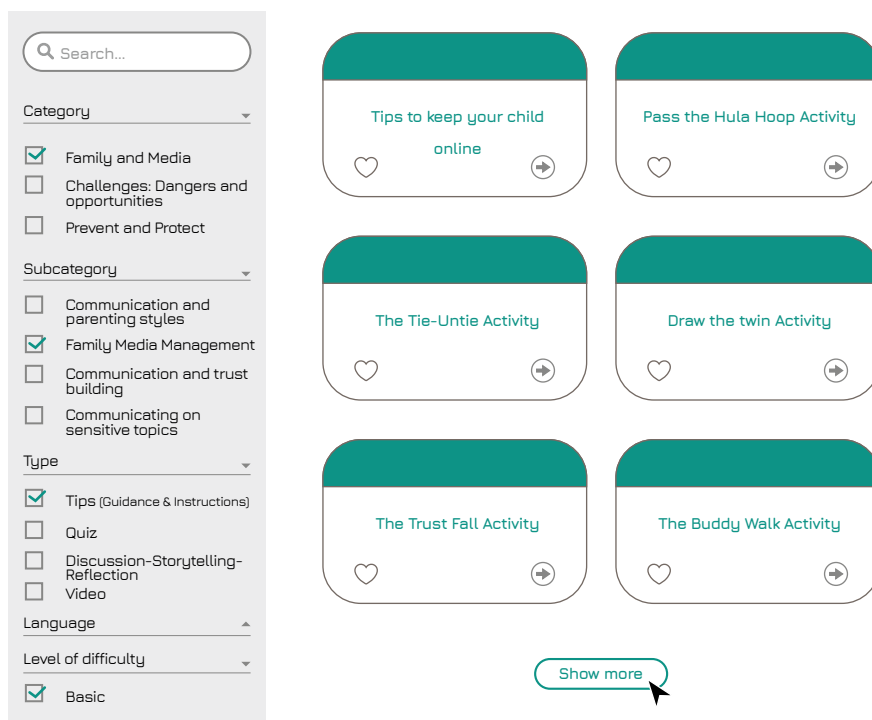 Search...
Category
Family and Media
Challenges: Dangers and
opportunities
Prevent and Protect
Subcategory
Communication and
parenting styles
Family Media Management
Communication and trust
building
Communicating on
sensitive topics
Type
Tips (Guidance & Instructions)
Quiz
Discussion-Storytelling-
Reflection
Video
Language
Level of difficulty
Basic
Tips to keep your child
online
Pass the Hula Hoop Activity
The Tie-Untie Activity
Draw the twin Activity
The Trust Fall Activity
The Buddy Walk Activity
Show more